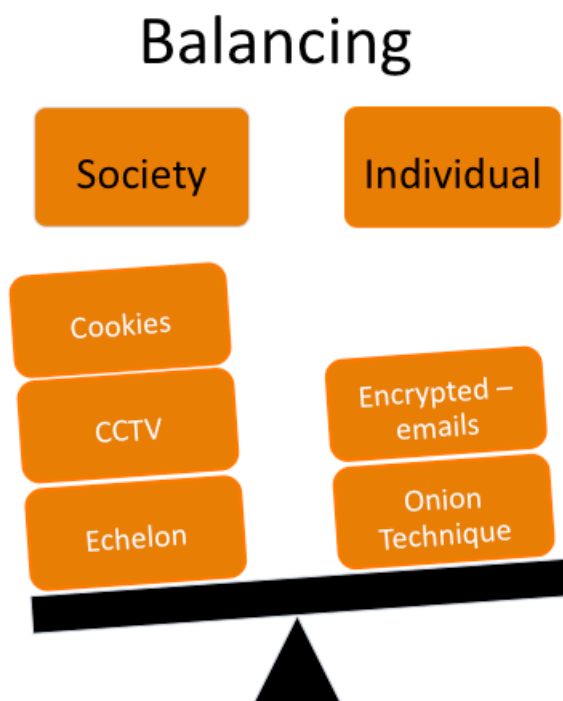 Balancing
Society
Individual
Cookies
CCTV
Echelon
Encrypted –
emails
Onion
Technique